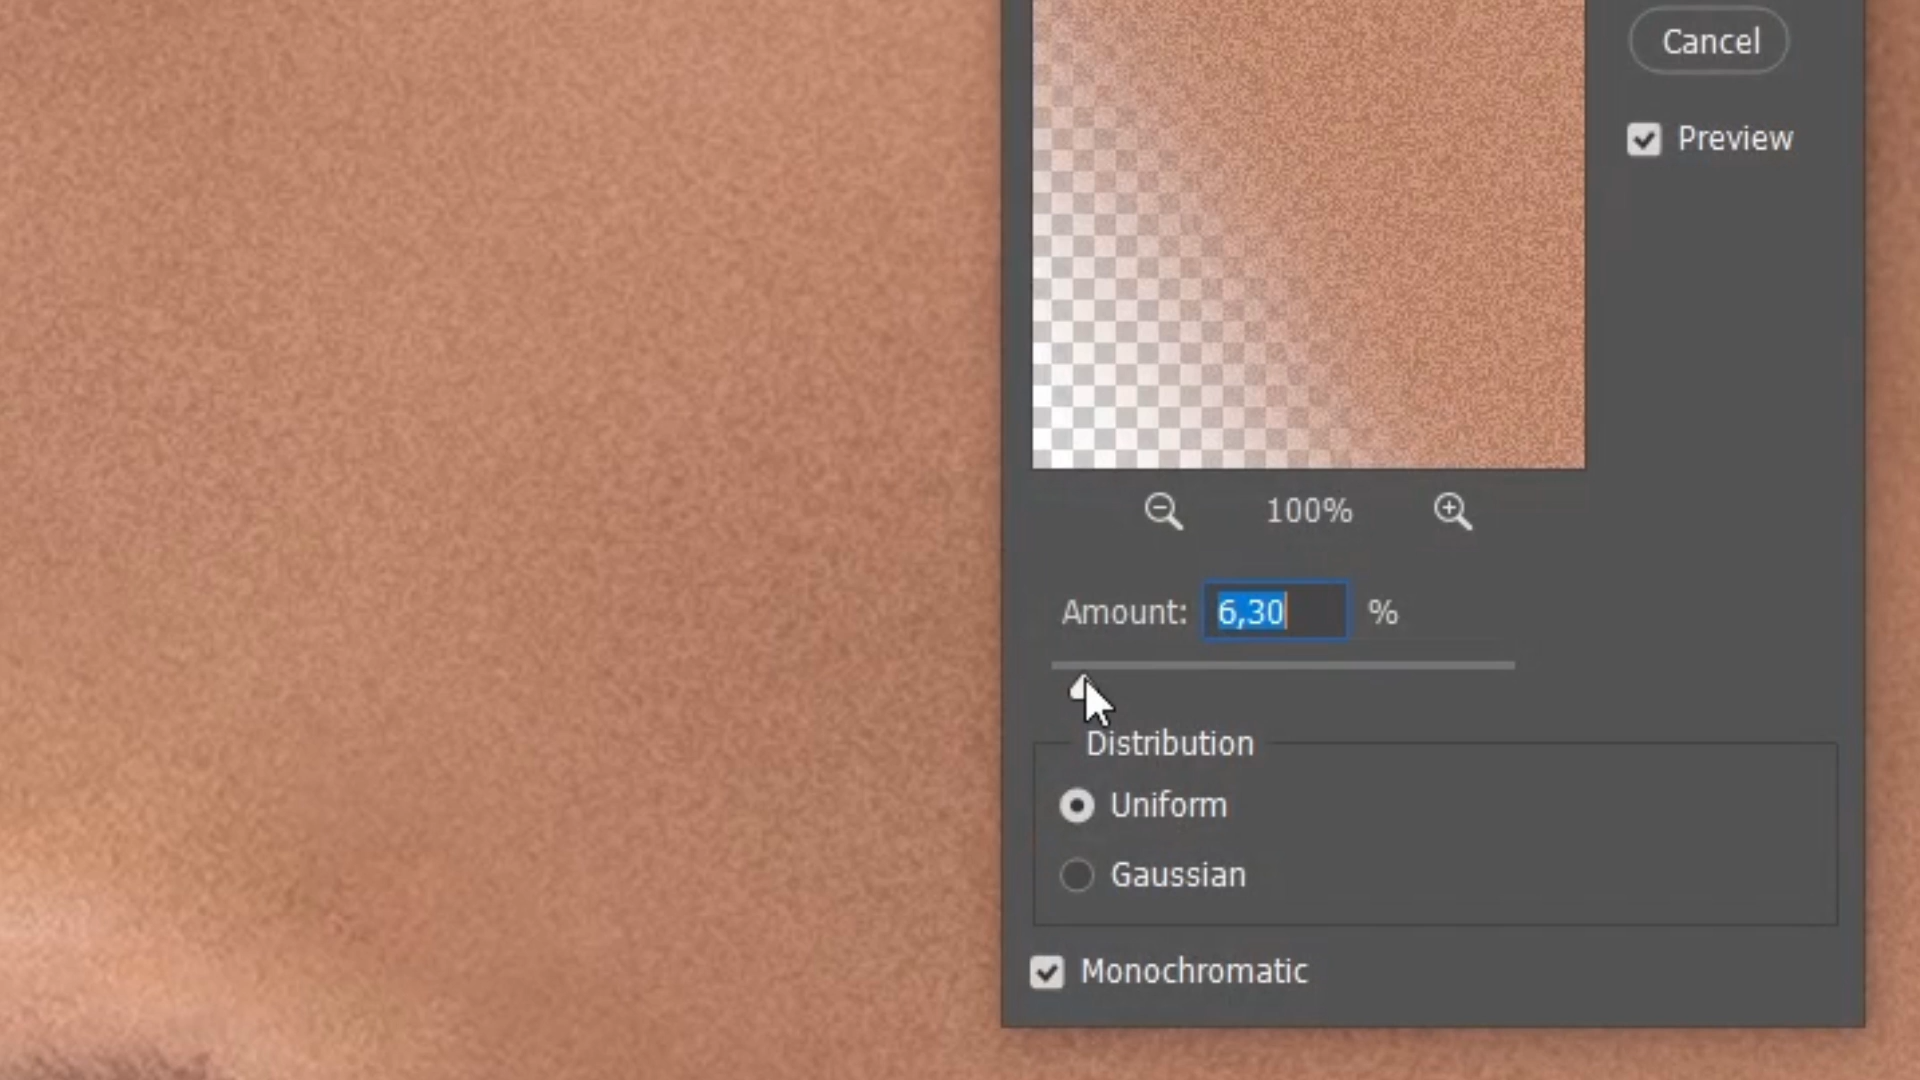 Cancel
Preview
100%
Amount: 6,30 %
Distribution
Uniform
Gaussian
Monochromatic